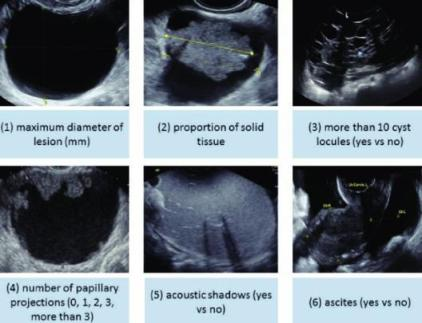 (1) maximum diameter of
lesion (mm)
(2) proportion of solid
tissue
(3) more than 10 cyst
locules (yes vs no)
(4) number of papillary
projections (0, 1, 2, 3,
more than 3)
(5) acoustic shadows (yes
vs no)
(6) ascites (yes vs no)